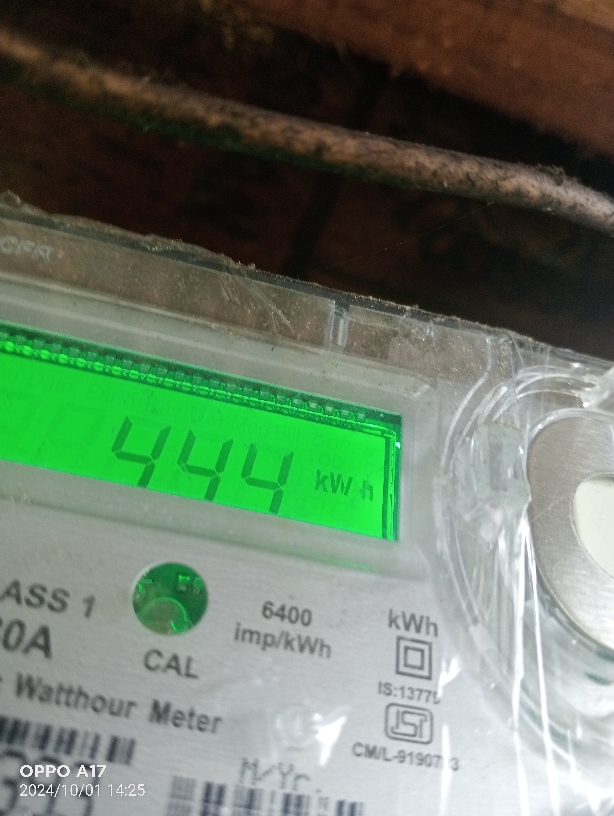 444 kWh
ASS 1
0A
CAL
6400
imp/kWh
kWh
IS:1377
Watthour Meter
CM/L-91907
M/Yr.
OPPO A17
2024/10/01 14:25